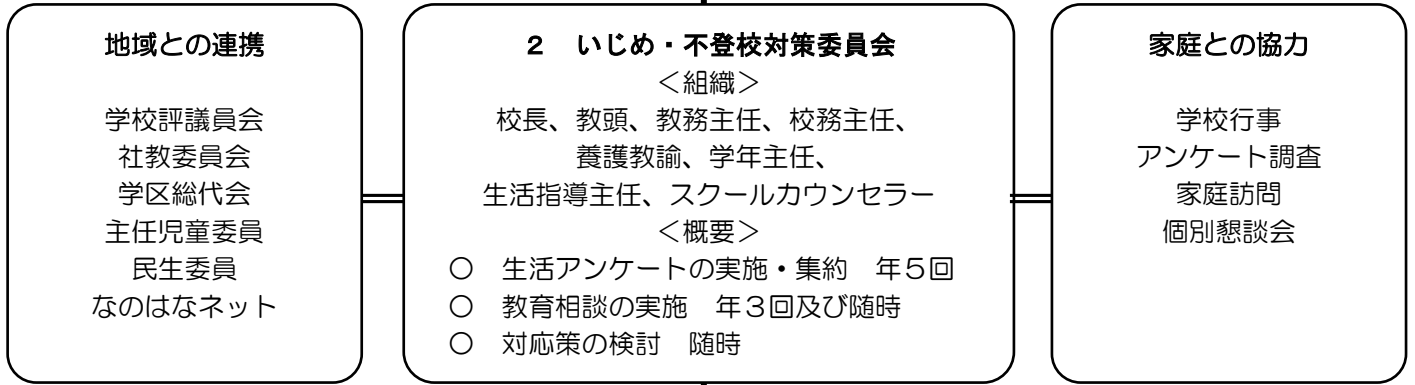 地域との連携
学校評議員会
社教委員会
学区総代会
主任児童委員
民生委員
なのはなネット
２　いじめ・不登校対策委員会
＜組織＞
校長、教頭、教務主任、校務主任、
養護教諭、学年主任、
生活指導主任、スクールカウンセラー
＜概要＞
○　生活アンケートの実施・集約　年５回
○　教育相談の実施　年３回及び随時
○　対応策の検討　随時
家庭との協力
学校行事
アンケート調査
家庭訪問
個別懇談会